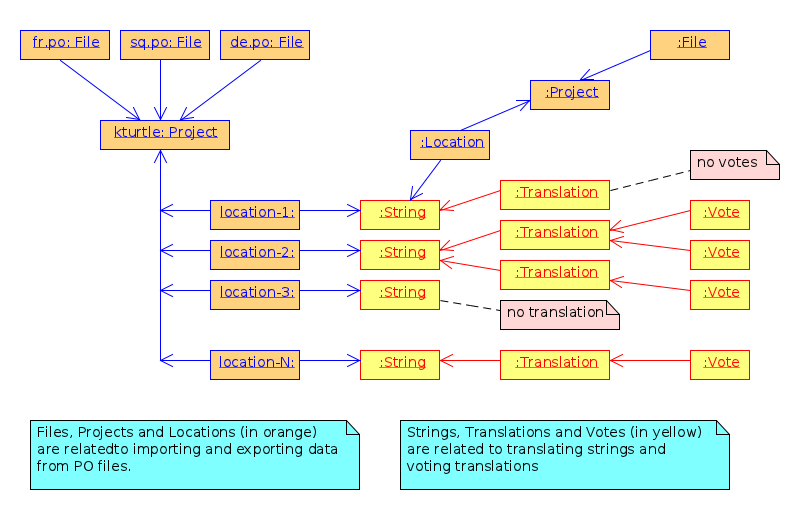 fr.po: File
sq.po: File
de.po: File
:File
:Project
kturtle: Project
:Location
no votes
:Translation
location-1:
:String
:Vote
:Translation
location-2:
:String
:Vote
:Translation
location-3:
:String
:Vote
no translation
location-N:
:String
:Translation
:Vote
Files, Projects and Locations (in orange)
are relatedto importing and exporting data
from PO files.
Strings, Translations and Votes (in yellow)
are related to translating strings and
voting translations